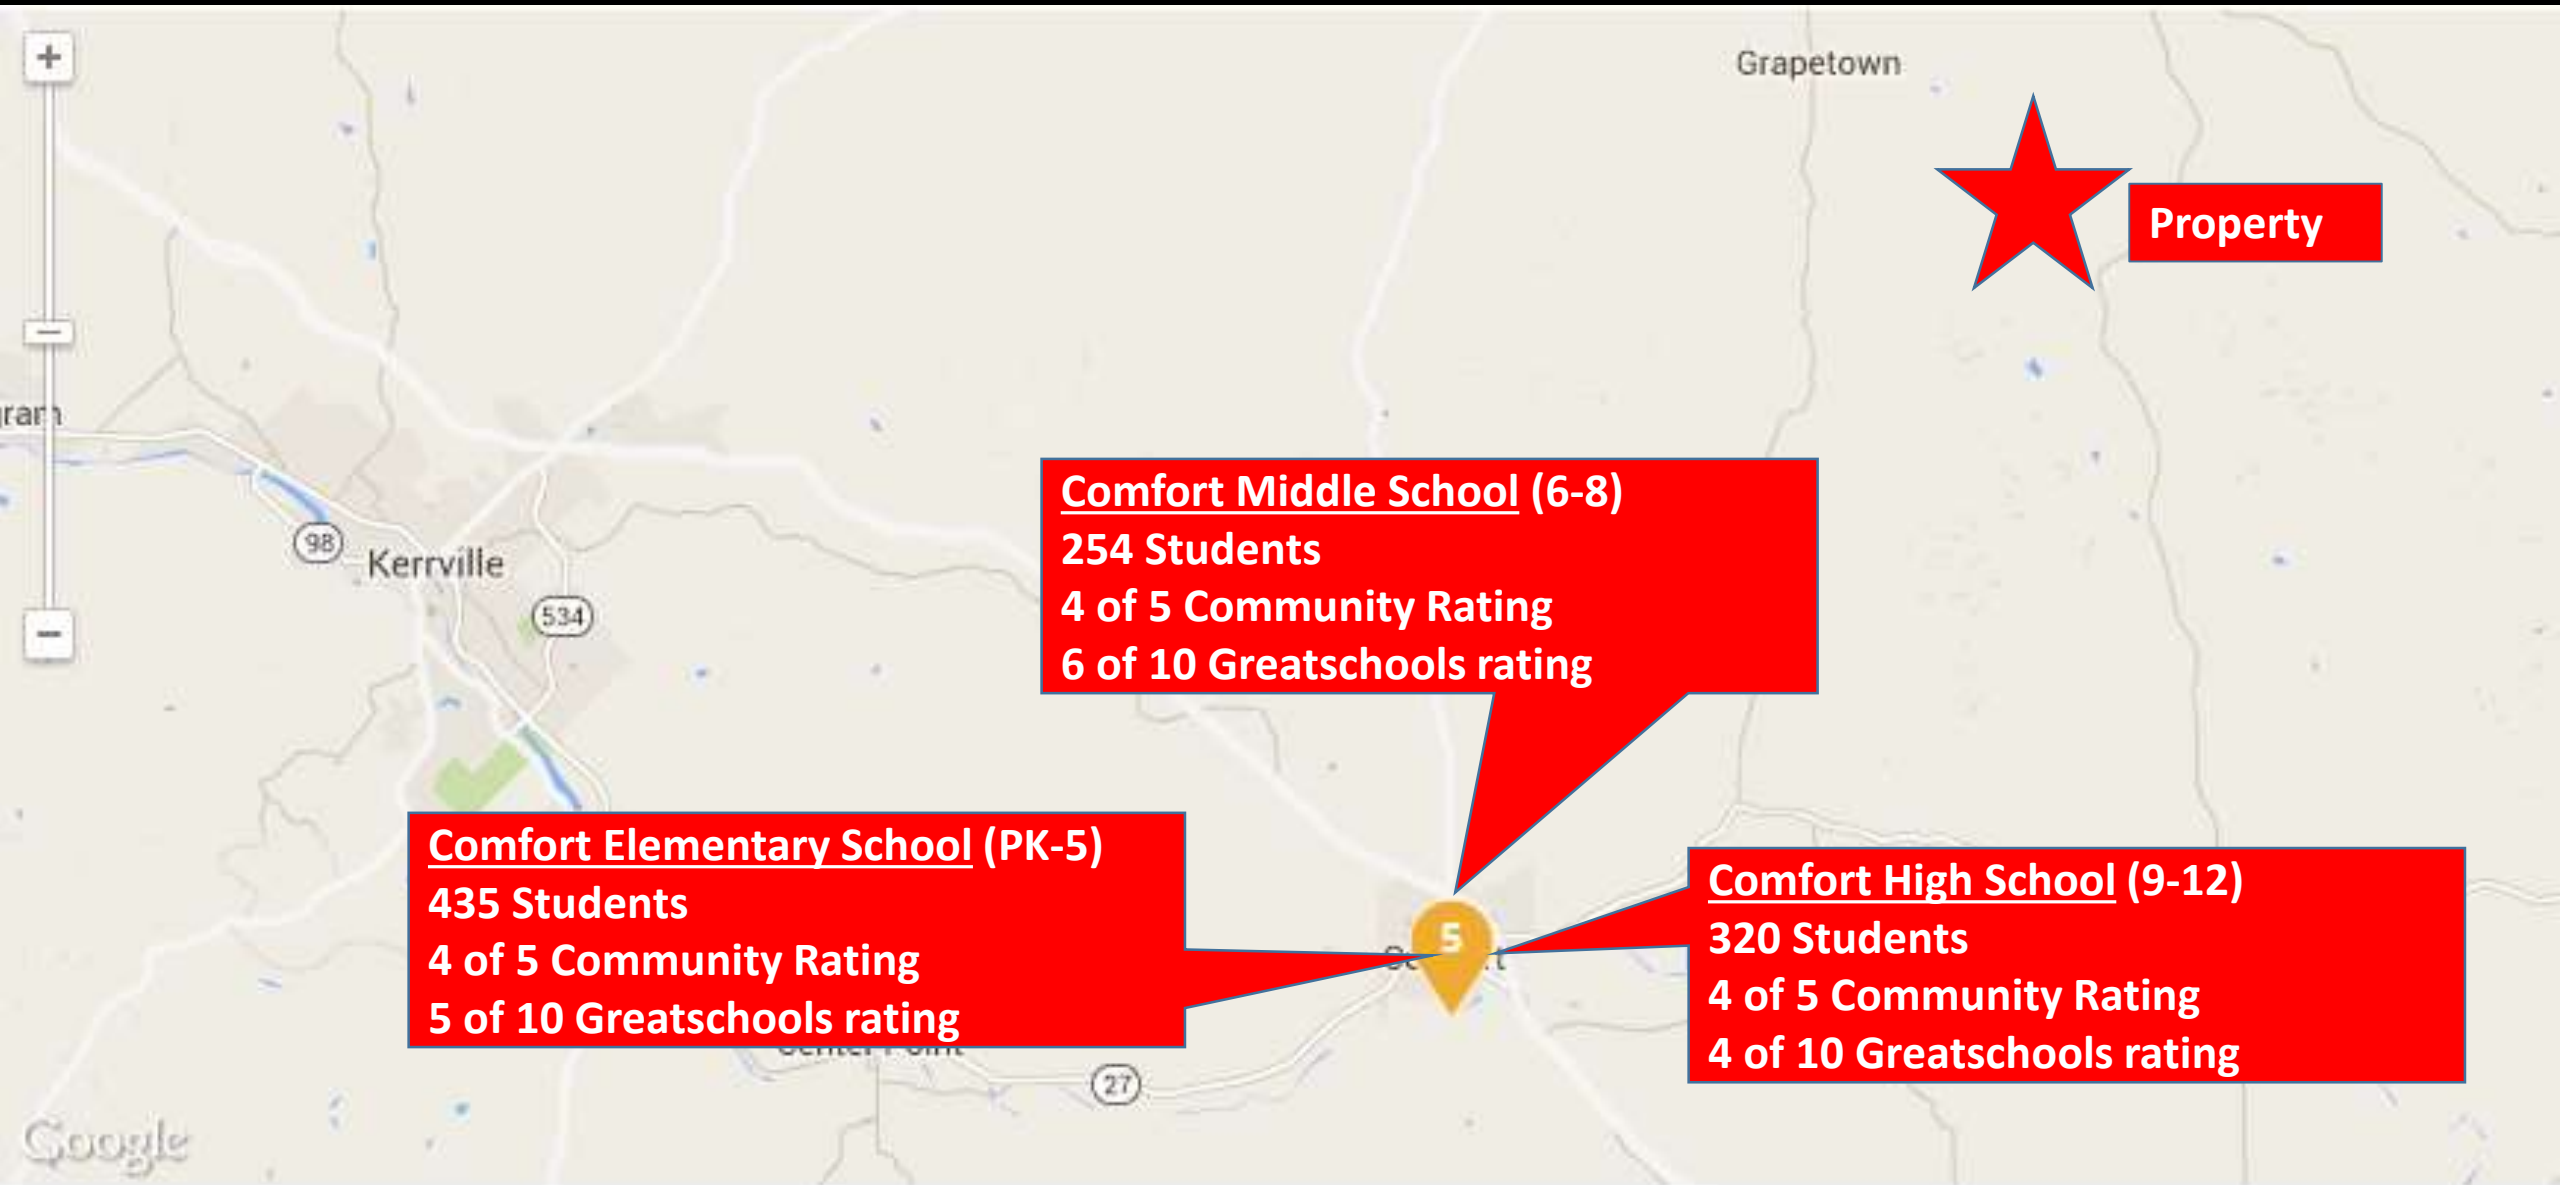 +
Grapetown
Property
Comfort Middle School (6-8)
254 Students
4 of 5 Community Rating
6 of 10 Greatschools rating
98
Kerrville
534
−
Comfort Elementary School (PK-5)
435 Students
4 of 5 Community Rating
5 of 10 Greatschools rating
5
Comfort High School (9-12)
320 Students
4 of 5 Community Rating
4 of 10 Greatschools rating
27
Google